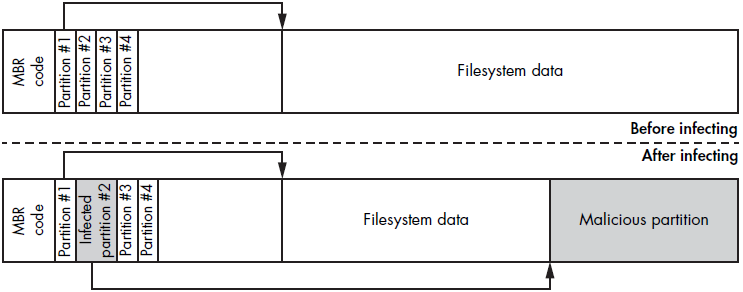 MBR
code
Partition #1
Partition #2
Partition #3
Partition #4
Filesystem data
Before infecting
After infecting
MBR
code
Partition #1
Infected
partition #2
Partition #3
Partition #4
Filesystem data
Malicious partition